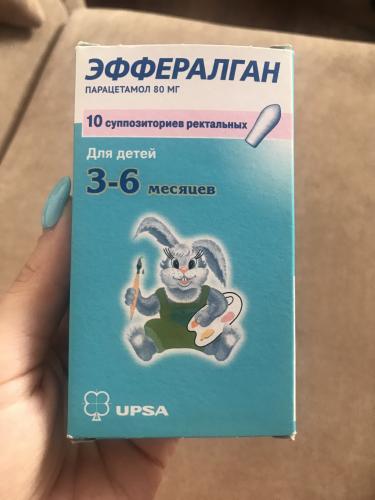 ЭФФЕРАЛГАН
ПАРАЦЕТАМОЛ 80 МГ
10 суппозиториев ректальных
Для детей
3-6 месяцев
UPSA